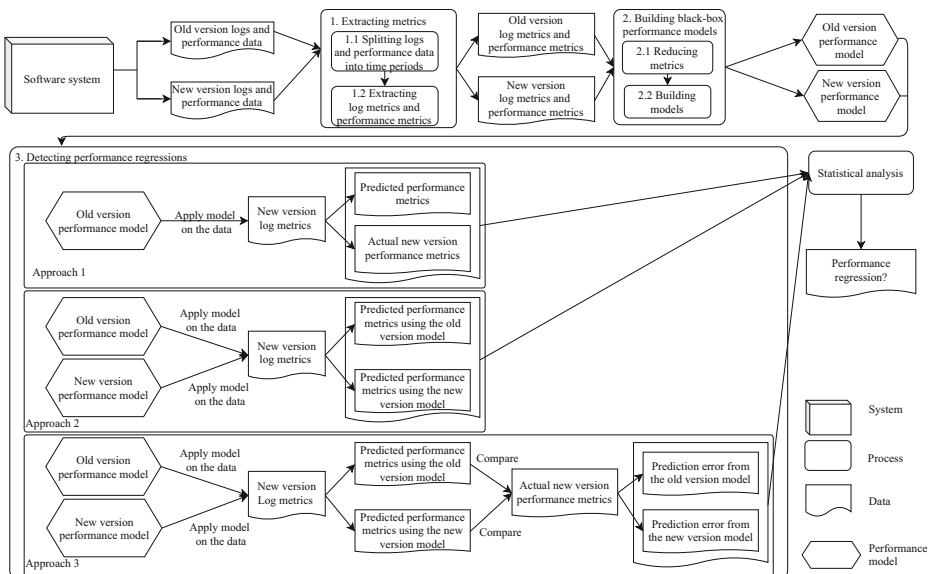 Software system
Old version logs and
performance data
New version logs and
performance data
1. Extracting metrics
1.1 Splitting logs
and performance data
into time periods
1.2 Extracting
log metrics and
performance metrics
Old version
log metrics and
performance metrics
New version
log metrics and
performance metrics
2. Building black-box
performance models
2.1 Reducing
metrics
2.2 Building
models
Old version
performance
model
New version
performance
model
3. Detecting performance regressions
Old version
performance model
Apply model
on the data
New version
log metrics
Predicted performance
metrics
Actual new version
performance metrics
Approach 1
Old version
performance model
New version
performance model
Apply model
on the data
Apply model
on the data
New version
log metrics
Predicted performance
metrics using the old
version model
Predicted performance
metrics using the new
version model
Approach 2
Old version
performance model
New version
performance model
Apply model
on the data
Apply model
on the data
New version
Log metrics
Predicted performance
metrics using the old
version model
Predicted performance
metrics using the new
version model
Compare
Compare
Actual new version
performance metrics
Prediction error from
the old version model
Prediction error from
the new version model
Approach 3
Statistical analysis
Performance
regression?
System
Process
Data
Performance
model